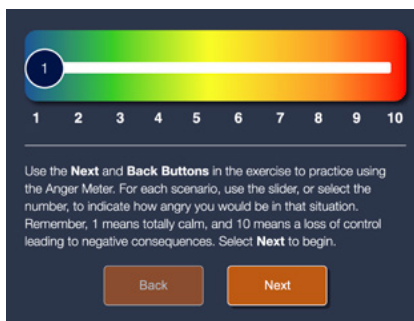 1
1 2 3 4 5 6 7 8 9 10
Use the Next and Back Buttons in the exercise to practice using
the Anger Meter. For each scenario, use the slider, or select the
number, to indicate how angry you would be in that situation.
Remember, 1 means totally calm, and 10 means a loss of control
leading to negative consequences. Select Next to begin.
Back Next